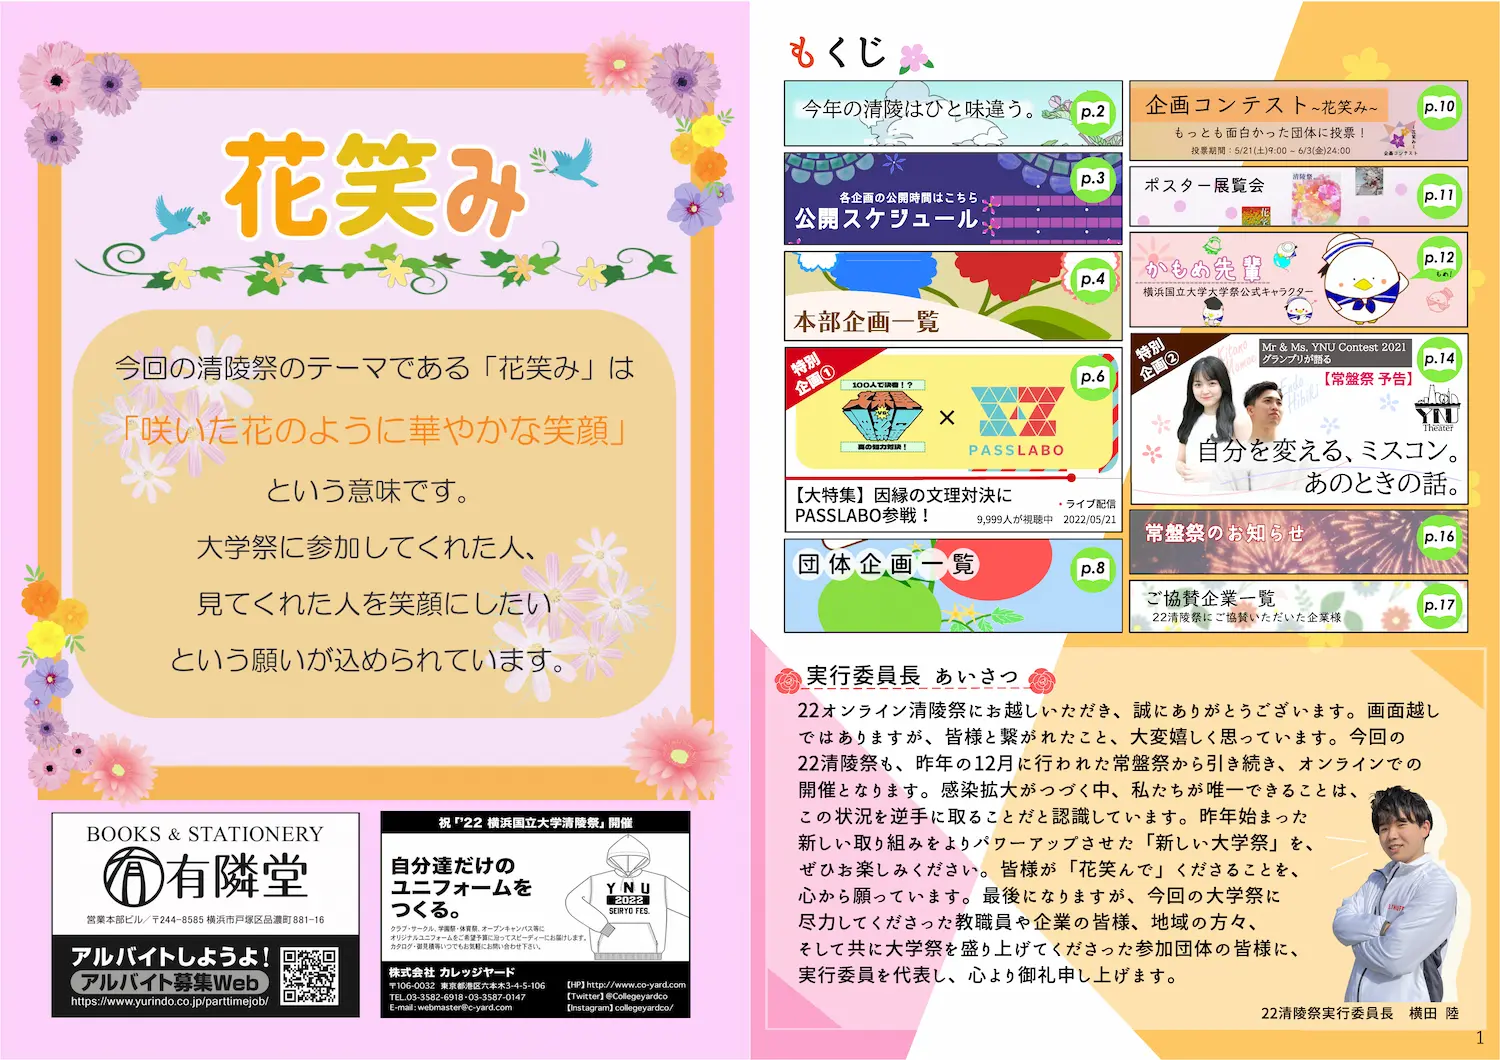 花笑み
今回の清陵祭のテーマである「花笑み」は
「咲いた花のように華やかな笑顔」
という意味です。
大学祭に参加してくれた人、
見てくれた人を笑顔にしたい
という願いが込められています。
BOOKS & STATIONERY
有隣堂
営業本部ビル／〒244-8585 横浜市戸塚区品濃町881-16
アルバイトしようよ！
アルバイト募集Web
https://www.yurindo.co.jp/parttimejob/
祝「'22 横浜国立大学清陵祭」開催
自分達だけの
ユニフォームを
つくる。
クラブ・サークル、学園祭・体育祭、オープンキャンパス等に
オリジナルユニフォームをご希望予算に沿ってスピーディーにお届けします。
カタログ・御見積等いつでもお気軽にお問い合わせ下さい。
YNU
2022
SEIRYO FES.
株式会社 カレッジヤード
〒106-0032 東京都港区六本木3-4-5-106
TEL.03-3582-6918・03-3587-0147
E-mail:webmaster@c-yard.com
【HP】http://www.co-yard.com
【Twitter】@Collegeyardco
【Instagram】collegeyardco/
もくじ
今年の清陵はひと味違う。
p.2
各企画の公開時間はこちら
公開スケジュール
p.3
本部企画一覧
p.4
特別
企画①
100人で決着！？
VS
真の知力対決！
×
PASSLABO
p.6
【大特集】因縁の文理対決に
PASSLABO参戦！
・ライブ配信
9,999人が視聴中 2022/05/21
団体企画一覧
p.8
企画コンテスト~花笑み~
もっとも面白かった団体に投票！
投票期間：5/21(土)9:00 ~ 6/3(金)24:00
企画コンテスト
p.10
ポスター展覧会
清陵祭
p.11
かもめ先輩
横浜国立大学大学祭公式キャラクター
p.12
もめ！
特別
企画②
Mr & Ms. YNU Contest 2021
グランプリが語る
【常盤祭 予告】
p.14
YNU
Theater
自分を変える、ミスコン。
あのときの話。
常盤祭のお知らせ
p.16
ご協賛企業一覧
22清陵祭にご協賛いただいた企業様
p.17
実行委員長 あいさつ
22オンライン清陵祭にお越しいただき、誠にありがとうございます。画面越し
ではありますが、皆様と繋がれたこと、大変嬉しく思っています。今回の
22清陵祭も、昨年の12月に行われた常盤祭から引き続き、オンラインでの
開催となります。感染拡大がつづく中、私たちが唯一できることは、
この状況を逆手に取ることだと認識しています。昨年始まった
新しい取り組みをよりパワーアップさせた「新しい大学祭」を、
ぜひお楽しみください。皆様が「花笑んで」くださることを、
心から願っています。最後になりますが、今回の大学祭に
尽力してくださった教職員や企業の皆様、地域の方々、
そして共に大学祭を盛り上げてくださった参加団体の皆様に、
実行委員を代表し、心より御礼申し上げます。
22清陵祭実行委員長 横田 陸
1